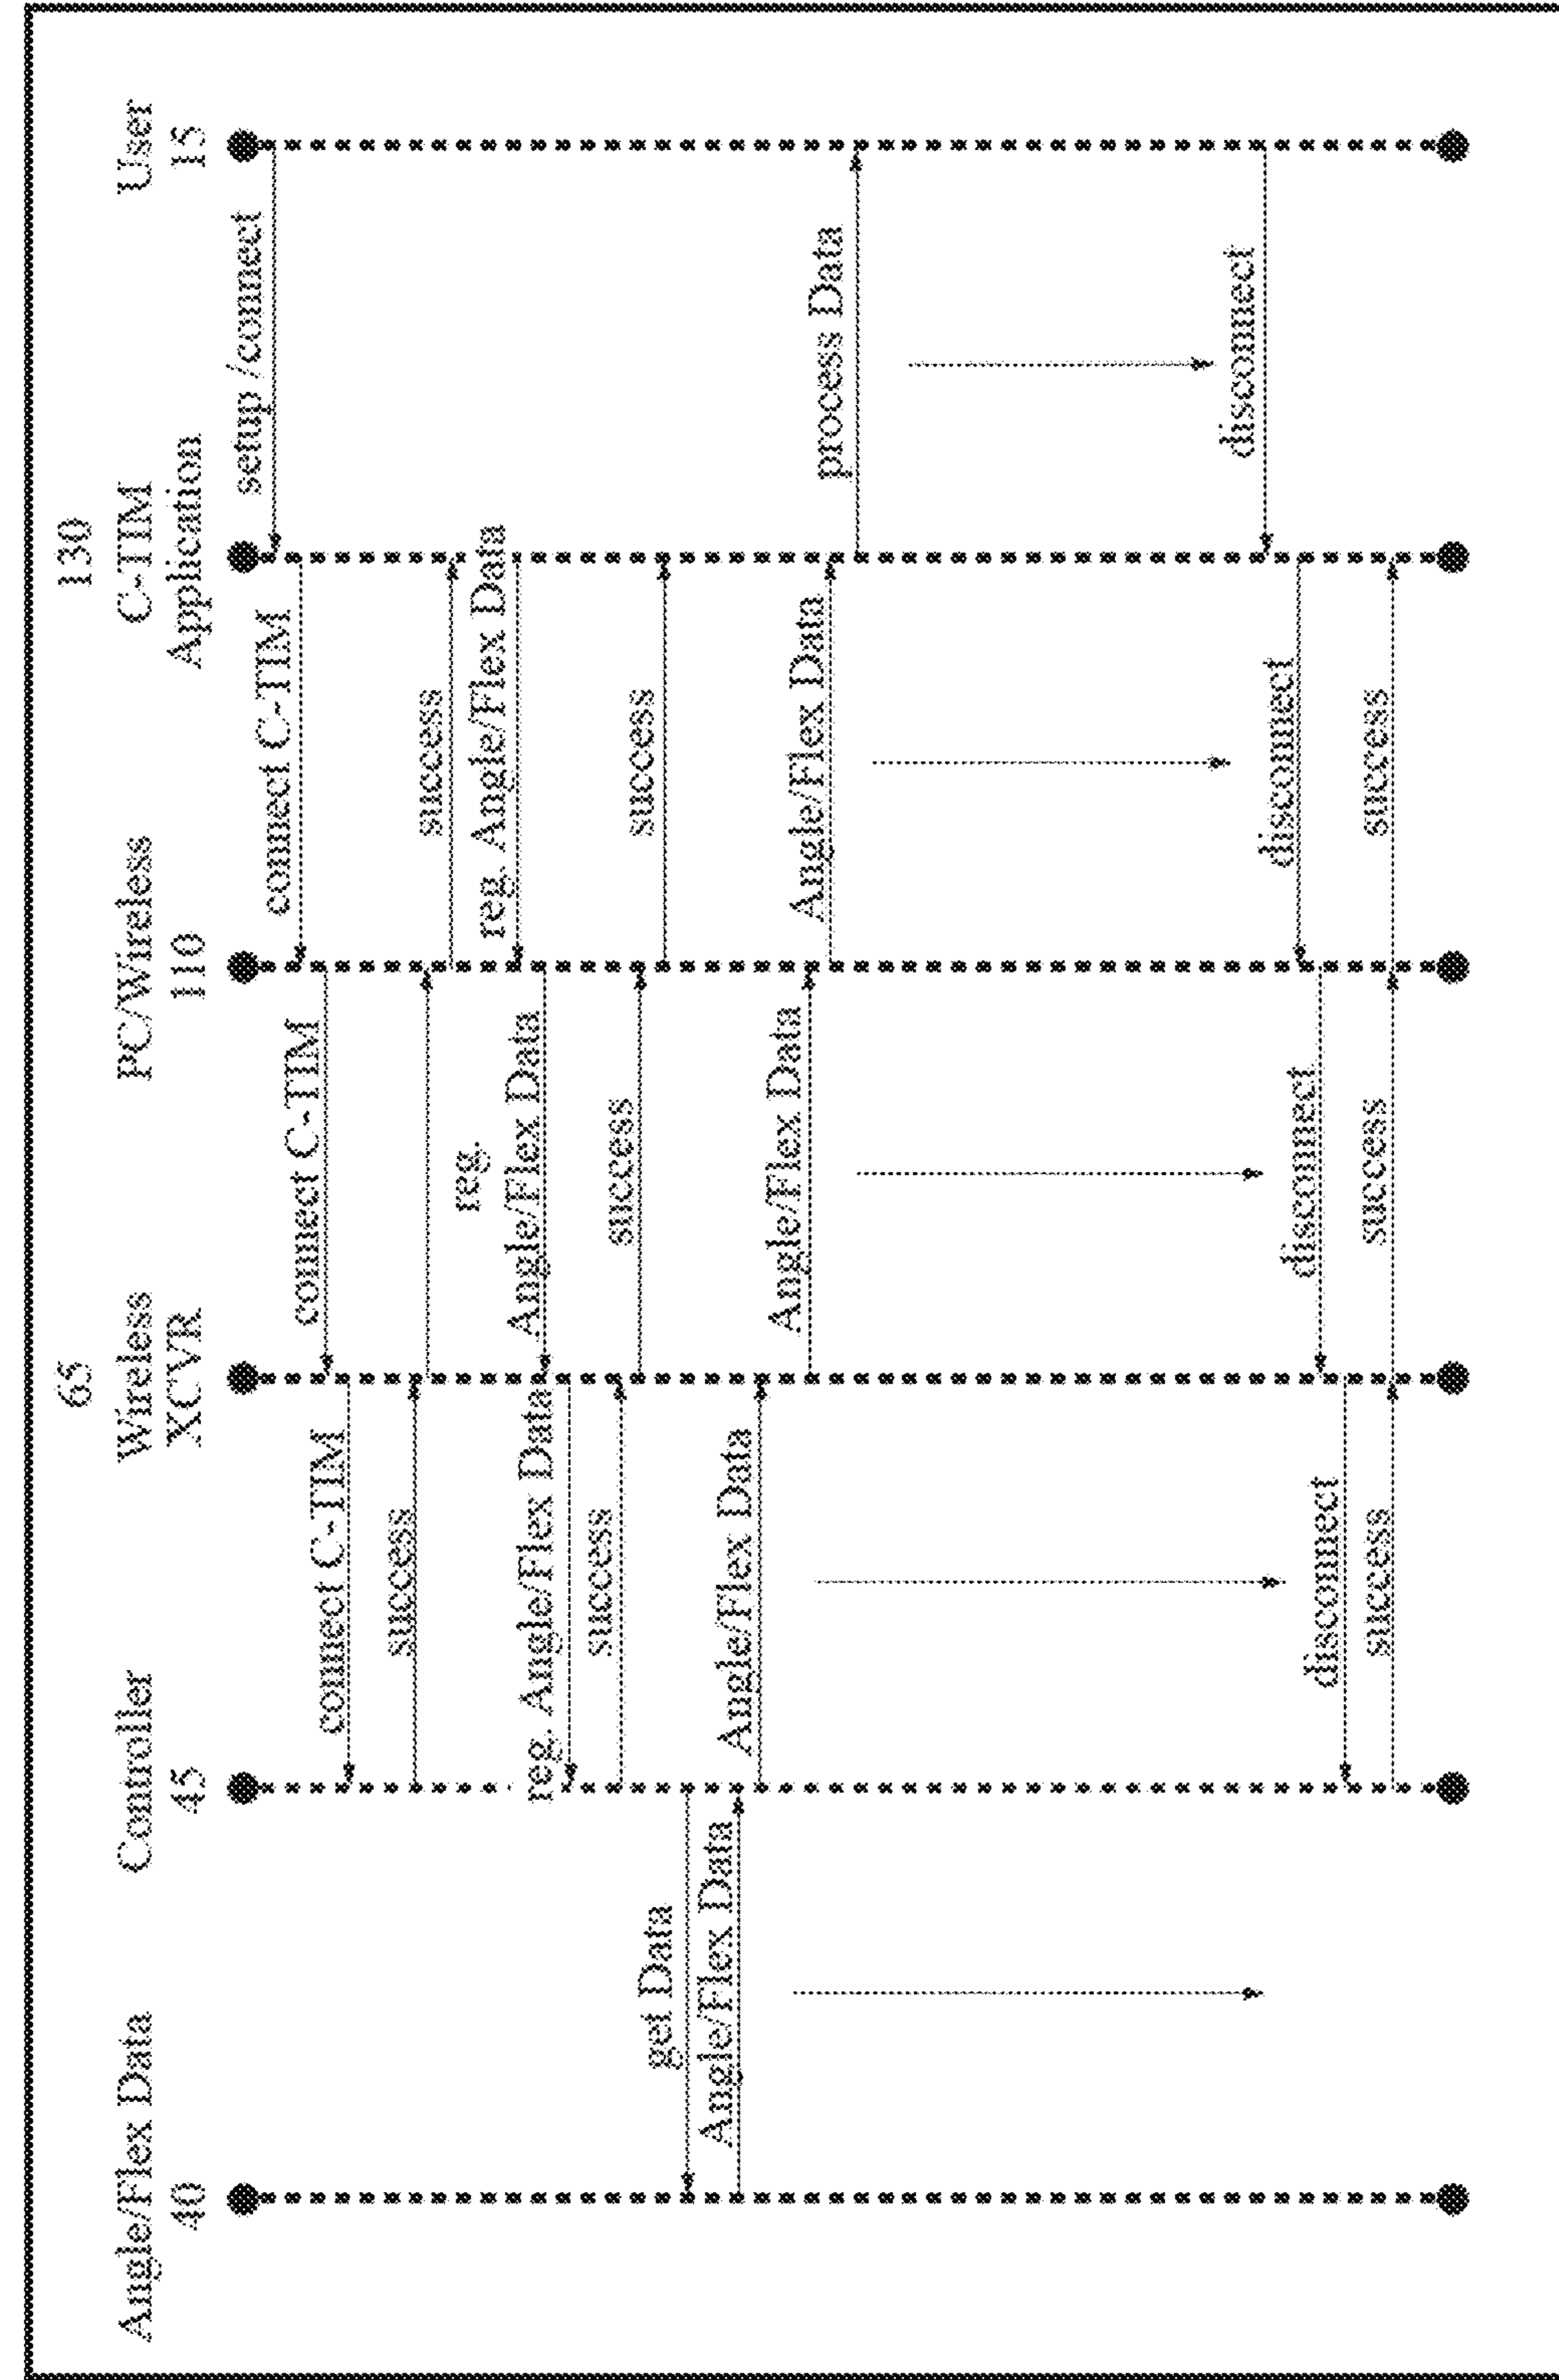 Angle/Flex Data
40
Controller
45
65
Wireless
XCVR
PC/Wireless
110
130
C-TIM
Application
User
15
setup /connect
connect C-TIM
connect C-TIM
connect C-TIM
success
success
reg. Angle/Flex Data
reg.
Angle/Flex Data
reg. Angle/Flex Data
success
success
success
get Data
Angle/Flex Data
Angle/Flex Data
Angle/Flex Data
Angle/Flex Data
process Data
disconnect
disconnect
disconnect
disconnect
success
success
success